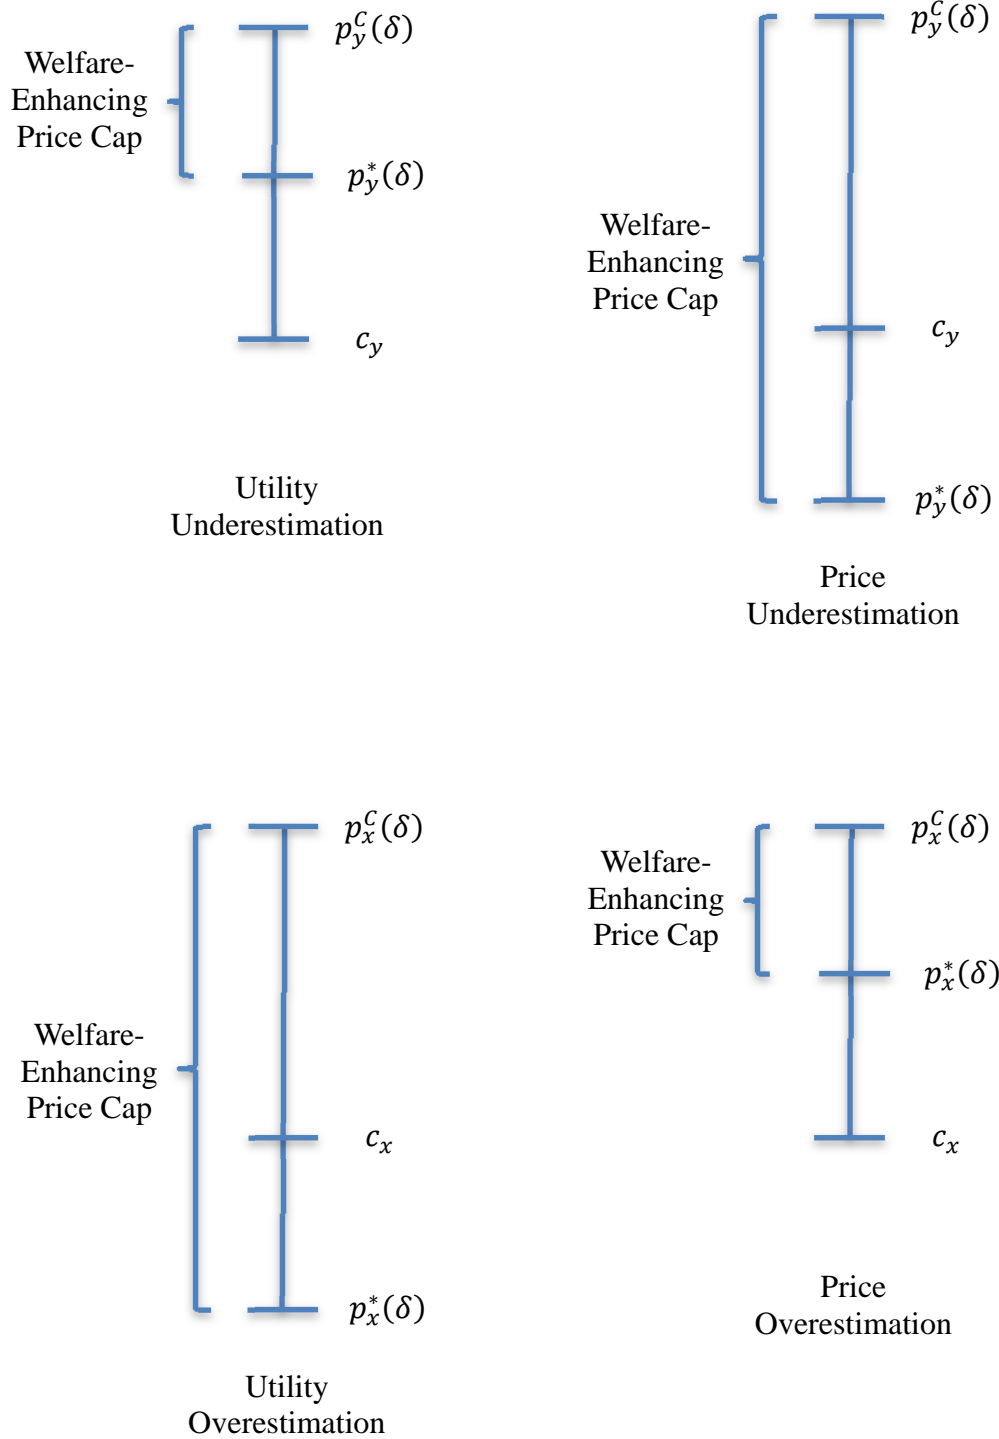 p_y^C(δ)
Welfare-
Enhancing
Price Cap
p_y^*(δ)
c_y
Utility
Underestimation
p_y^C(δ)
Welfare-
Enhancing
Price Cap
c_y
p_y^*(δ)
Price
Underestimation
p_x^C(δ)
Welfare-
Enhancing
Price Cap
c_x
p_x^*(δ)
Utility
Overestimation
p_x^C(δ)
Welfare-
Enhancing
Price Cap
p_x^*(δ)
c_x
Price
Overestimation